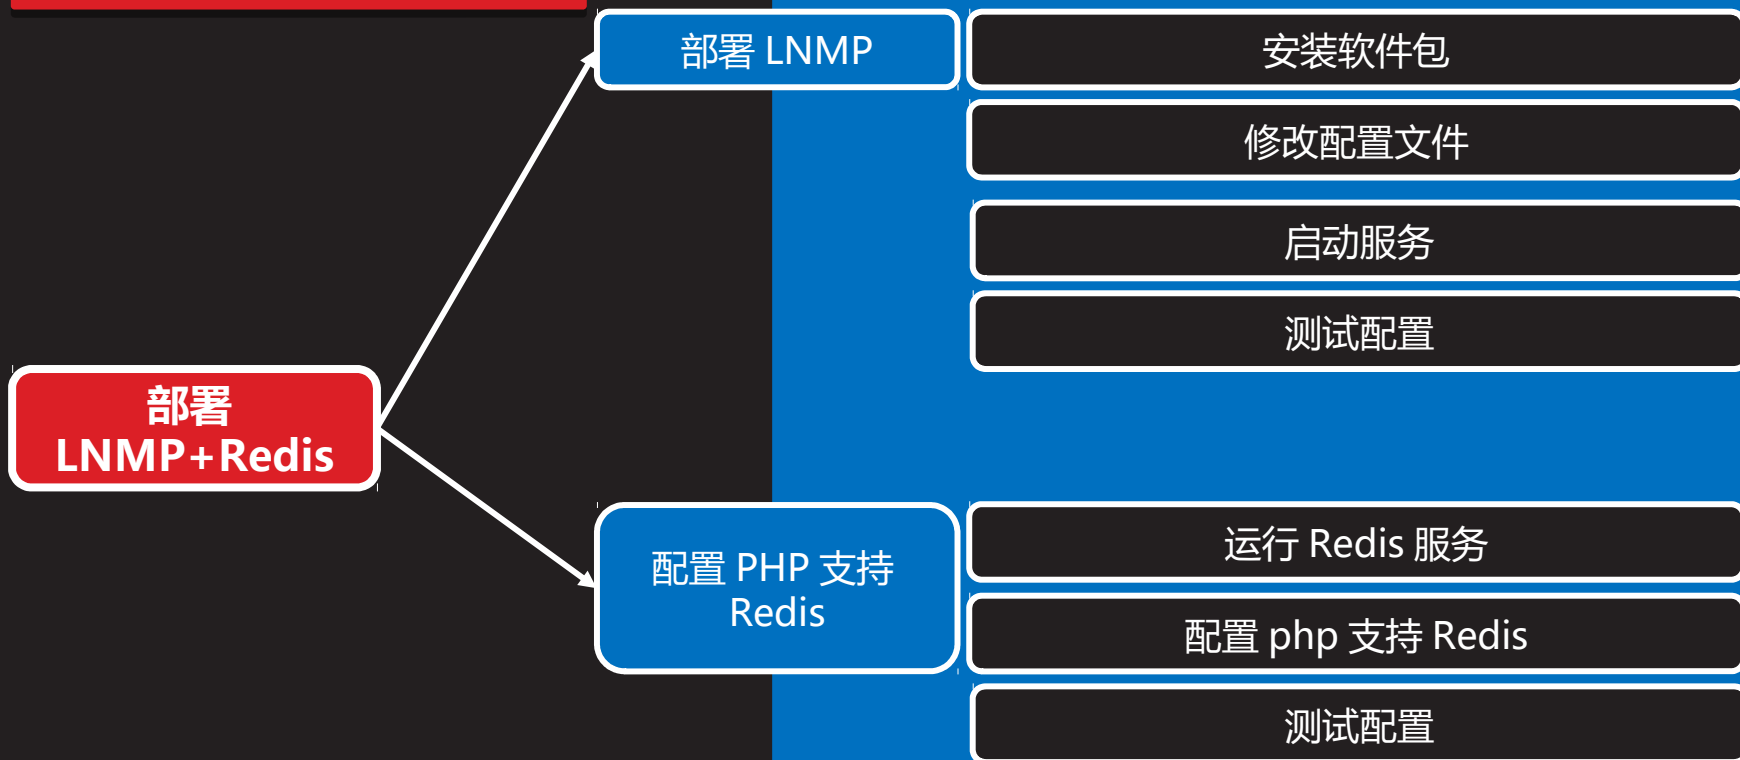 部署 LNMP
安装软件包
修改配置文件
启动服务
测试配置
部署
LNMP+Redis
配置 PHP 支持
Redis
运行 Redis 服务
配置 php 支持 Redis
测试配置